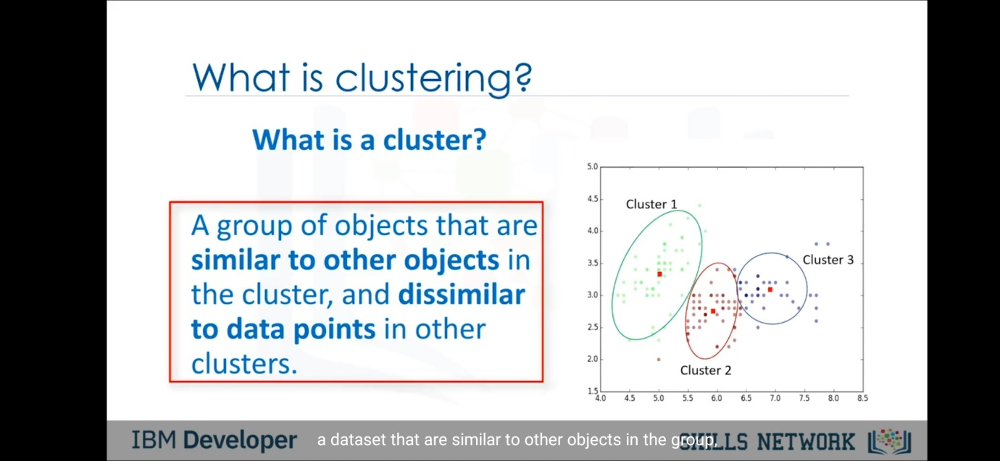 What is clustering?
What is a cluster?
A group of objects that are
similar to other objects in
the cluster, and dissimilar
to data points in other
clusters.
5.0
4.5
4.0
3.5
3.0
2.5
2.0
1.5
Cluster 1
Cluster 3
Cluster 2
4.0 4.5 5.0 5.5 6.0 6.5 7.0 7.5 8.0 8.5
IBM Developer
a dataset that are similar to other objects in the group,
SKILLS NETWORK